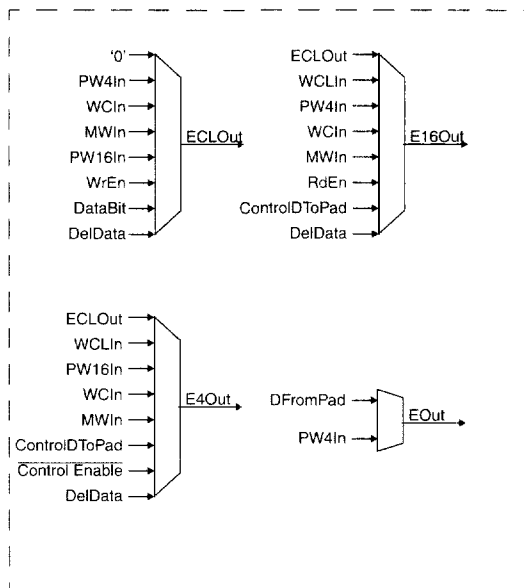 '0'
PW4In
WCIn
MWIn
PW16In
WrEn
DataBit
DelData
ECLOut
ECLOut
WCLIn
PW4In
WCIn
MWIn
RdEn
ControlDToPad
DelData
E16Out
ECLOut
WCLIn
PW16In
WCIn
MWIn
ControlDToPad
Control Enable
DelData
E4Out
DFromPad
PW4In
EOut